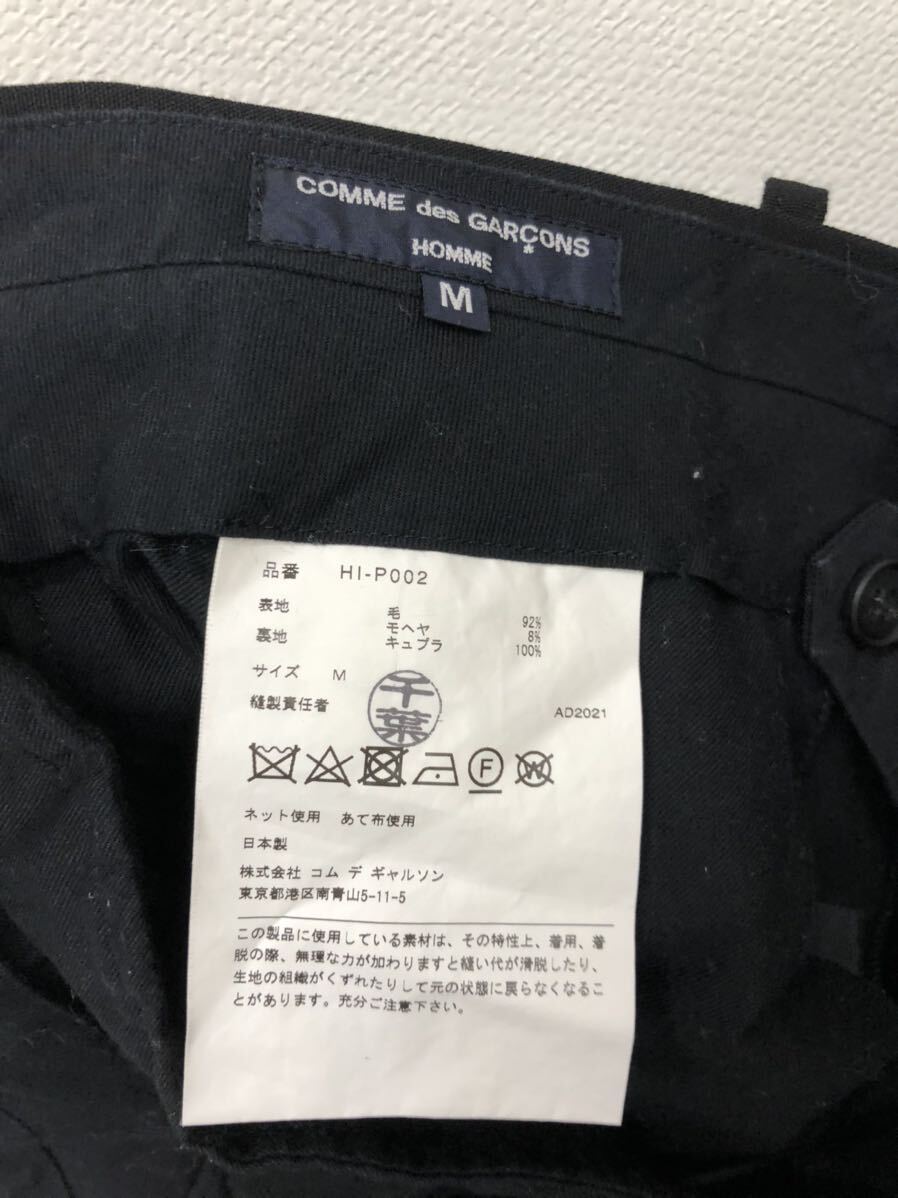 COMME des GARÇONS
HOMME
M
品番 HI-P002
表地 毛 92%
モヘヤ 8%
裏地 キュプラ 100%
サイズ M
縫製責任者 千葉 AD2021
F W
ネット使用 あて布使用
日本製
株式会社 コム デ ギャルソン
東京都港区南青山5-11-5
この製品に使用している素材は、その特性上、着用、着
脱の際、無理な力が加わりますと縫い代が滑脱したり、
生地の組織がくずれたりして元の状態に戻らなくなるこ
とがあります。充分ご注意下さい。